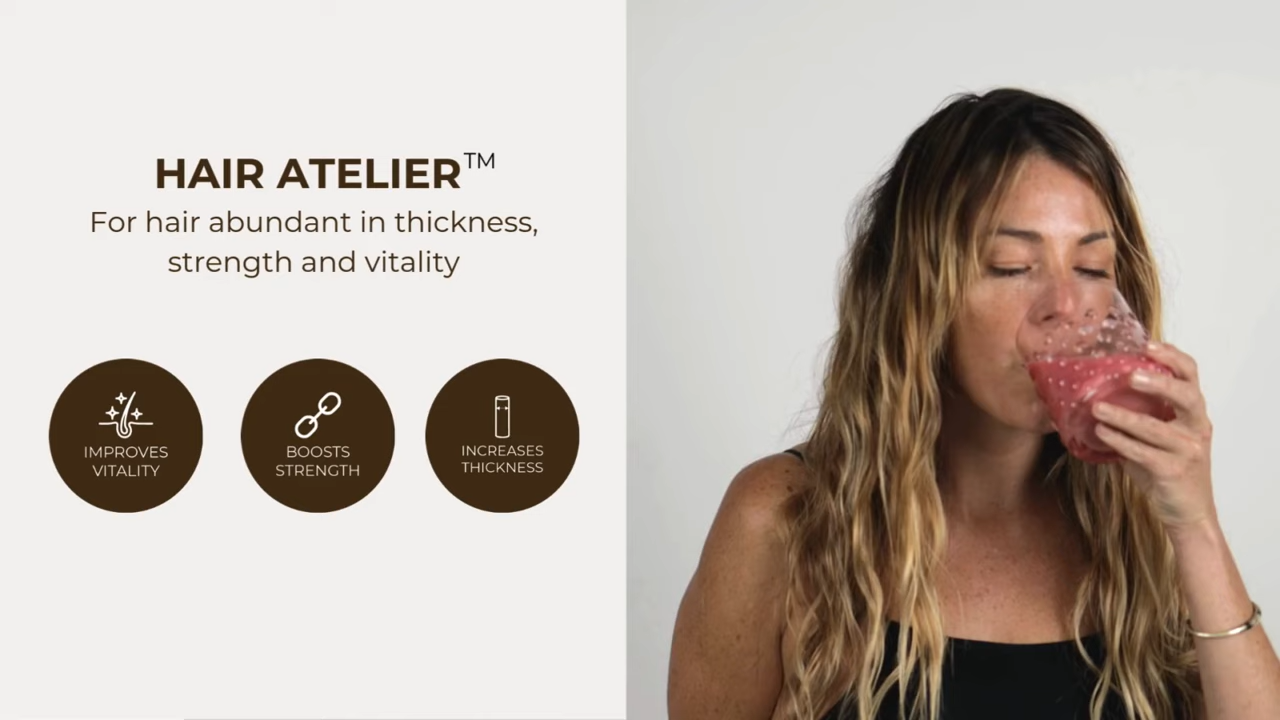 HAIR ATELIER™
For hair abundant in thickness,
strength and vitality
IMPROVES
VITALITY
BOOSTS
STRENGTH
INCREASES
THICKNESS